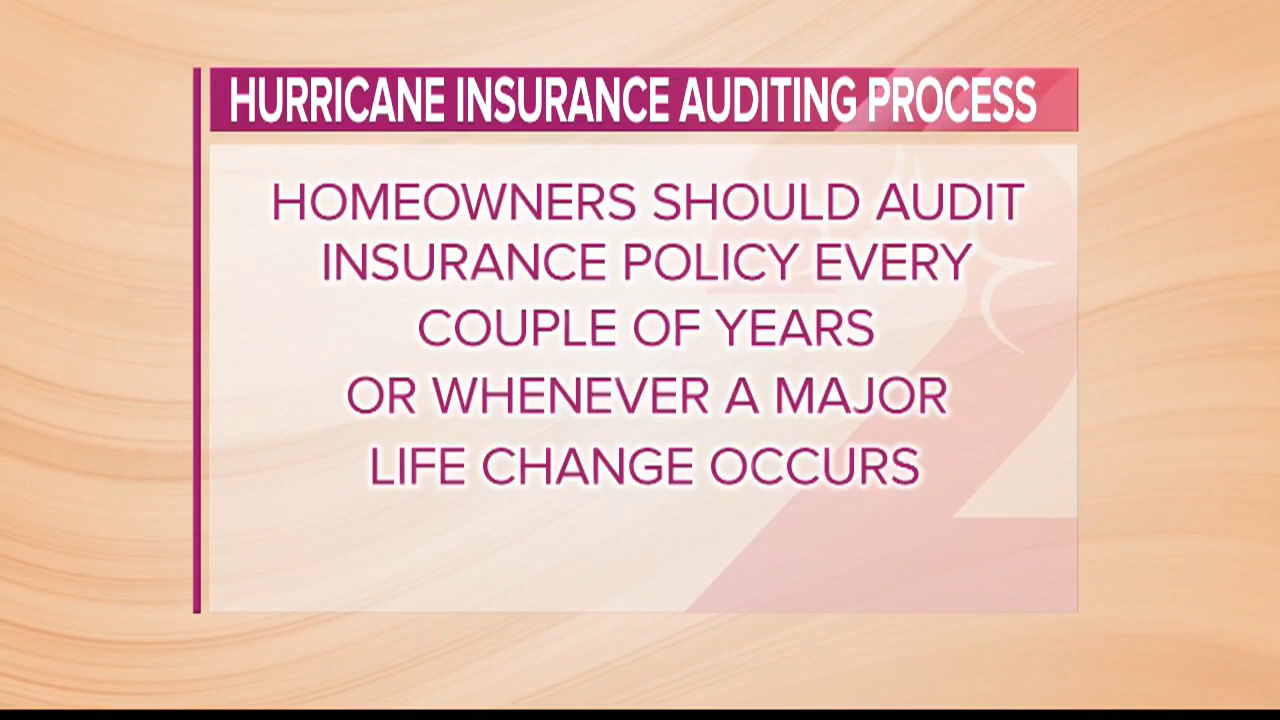 HURRICANE INSURANCE AUDITING PROCESS
HOMEOWNERS SHOULD AUDIT
INSURANCE POLICY EVERY
COUPLE OF YEARS
OR WHENEVER A MAJOR
LIFE CHANGE OCCURS